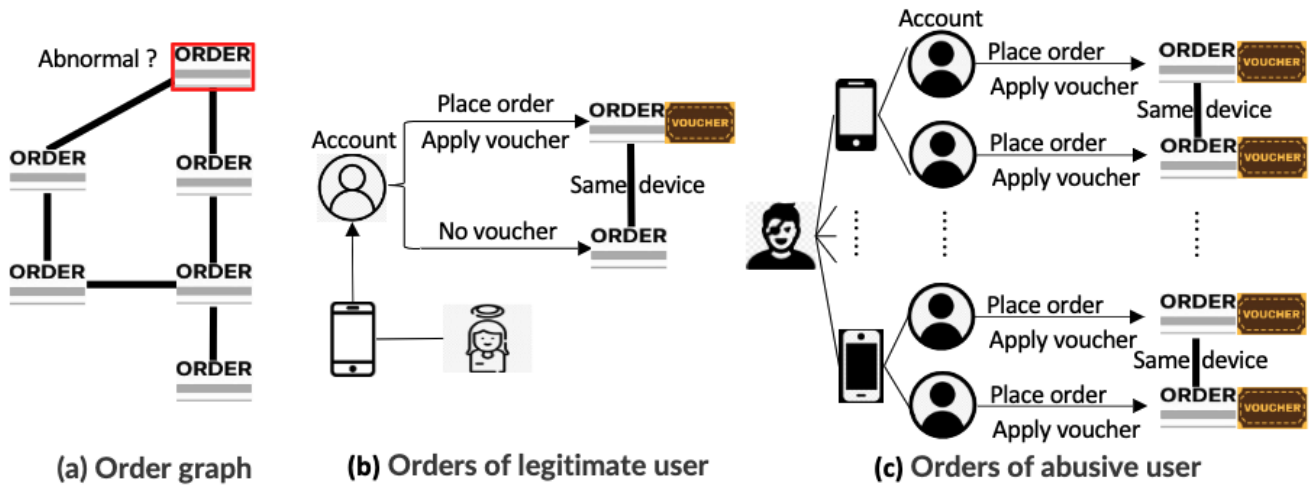 Abnormal ?
ORDER
ORDER
ORDER
ORDER
ORDER
ORDER
(a) Order graph
Account
Place order
Apply voucher
ORDER
VOUCHER
Same device
No voucher
ORDER
(b) Orders of legitimate user
Account
Place order
Apply voucher
ORDER
VOUCHER
Same device
Place order
Apply voucher
ORDER
VOUCHER
Place order
Apply voucher
ORDER
VOUCHER
Same device
Place order
Apply voucher
ORDER
VOUCHER
(c) Orders of abusive user